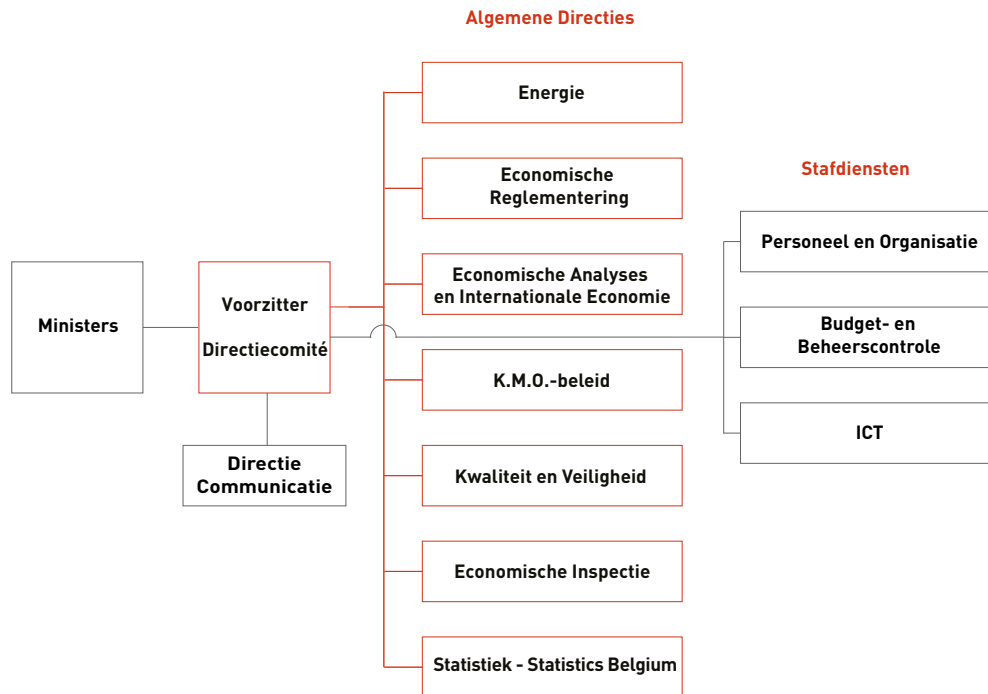 Algemene Directies
Energie
Economische
Reglementering
Economische Analyses
en Internationale Economie
K.M.O.-beleid
Kwaliteit en Veiligheid
Economische Inspectie
Statistiek - Statistics Belgium
Ministers
Voorzitter
Directiecomité
Directie
Communicatie
Stafdiensten
Personeel en Organisatie
Budget- en
Beheerscontrole
ICT